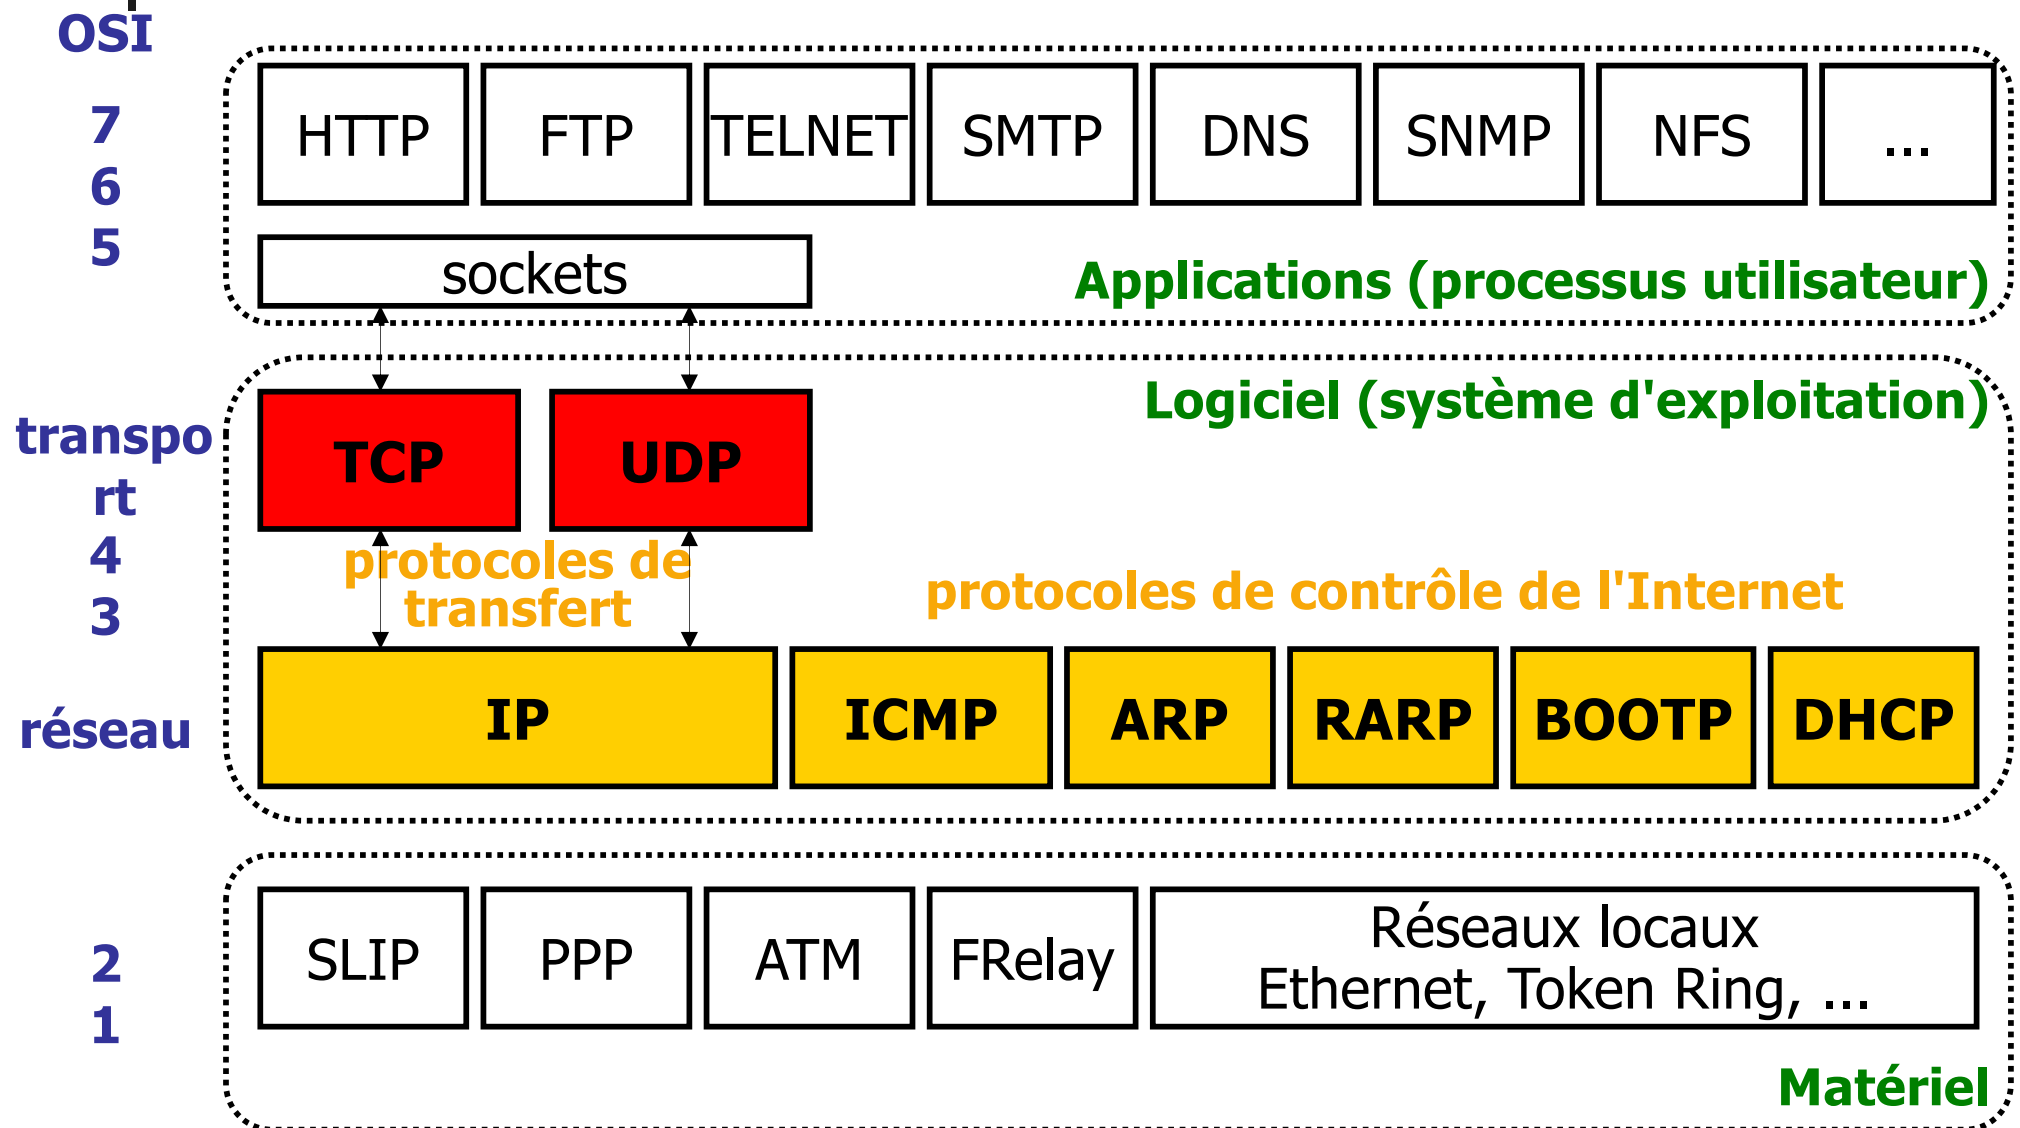 OSI
7
6
5
HTTP
FTP
TELNET
SMTP
DNS
SNMP
NFS
...
sockets
Applications (processus utilisateur)
Logiciel (système d'exploitation)
transpo
rt
4
3
TCP
UDP
protocoles de
transfert
protocoles de contrôle de l'Internet
réseau
IP
ICMP
ARP
RARP
BOOTP
DHCP
2
1
SLIP
PPP
ATM
FRelay
Réseaux locaux
Ethernet, Token Ring, ...
Matériel